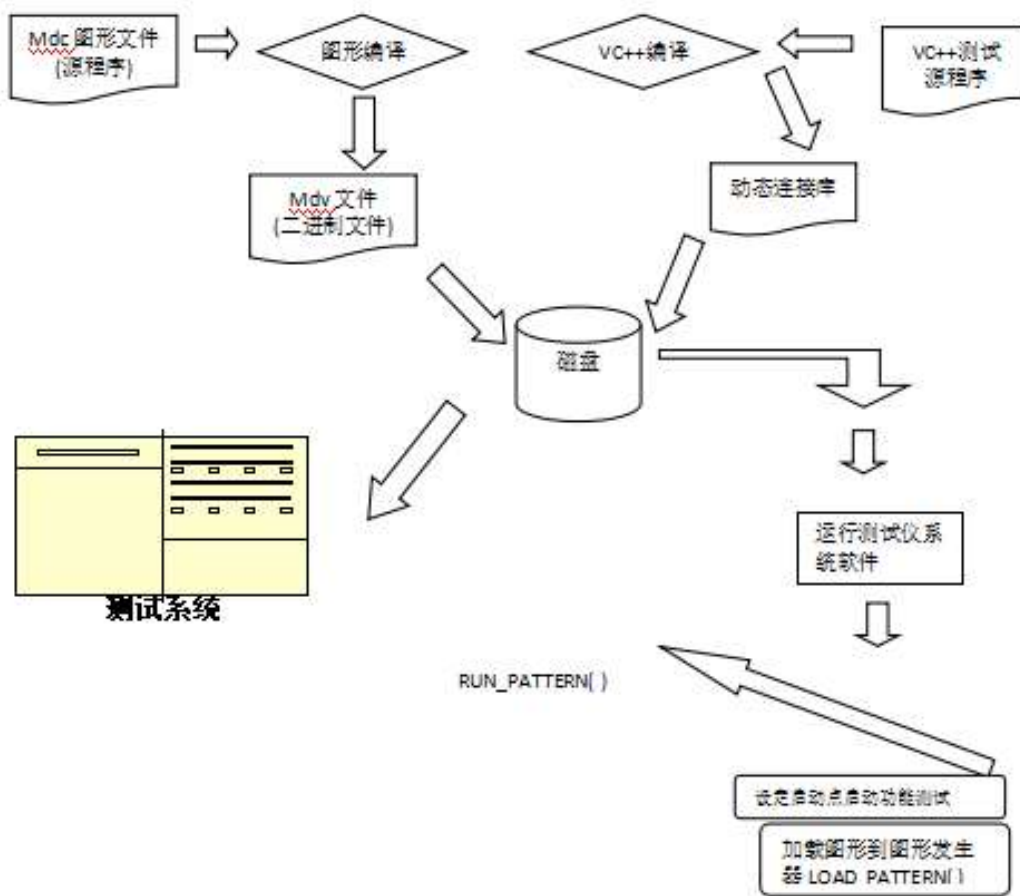 Mdc 图形文件
(源程序)
图形编译
VC++编译
VC++测试
源程序
Mdv 文件
(二进制文件)
动态连接库
磁盘
运行测试仪系
统软件
测试系统
RUN_PATTERN( )
设定启动点启动功能测试
加载图形到图形发生
器 LOAD_PATTERN( )